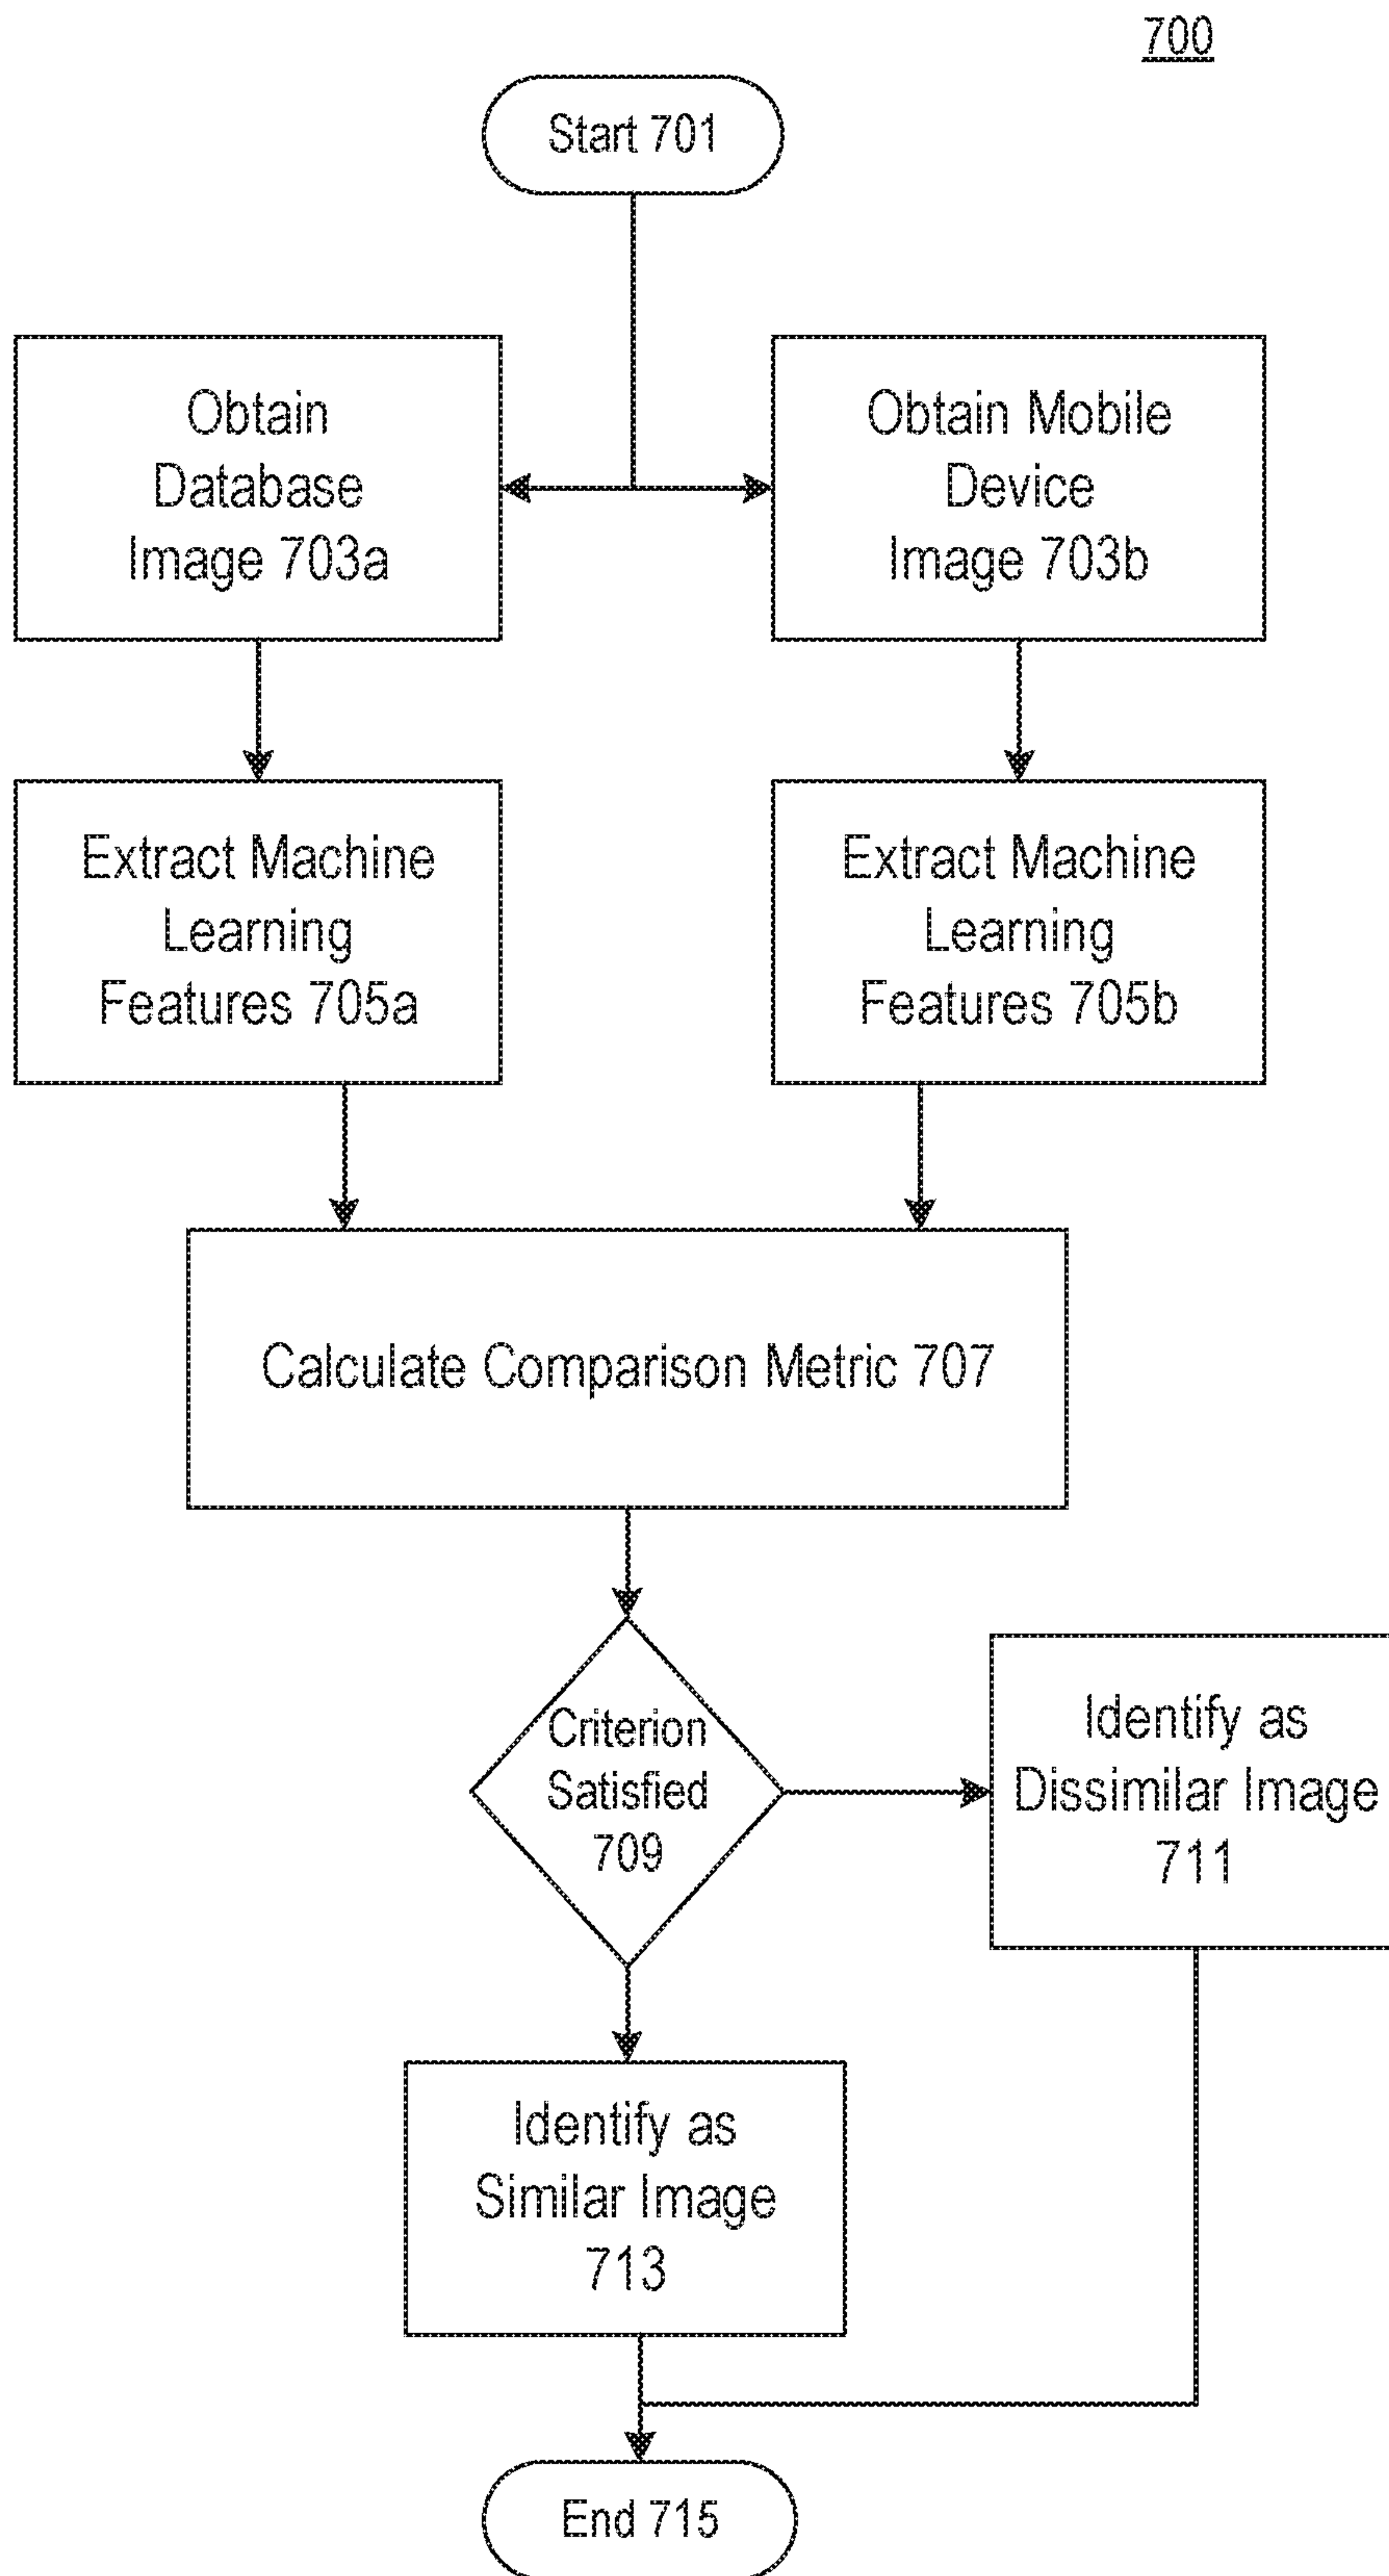 700
Start 701
Obtain
Database
Image 703a
Obtain Mobile
Device
Image 703b
Extract Machine
Learning
Features 705a
Extract Machine
Learning
Features 705b
Calculate Comparison Metric 707
Criterion
Satisfied
709
Identify as
Dissimilar Image
711
Identify as
Similar Image
713
End 715